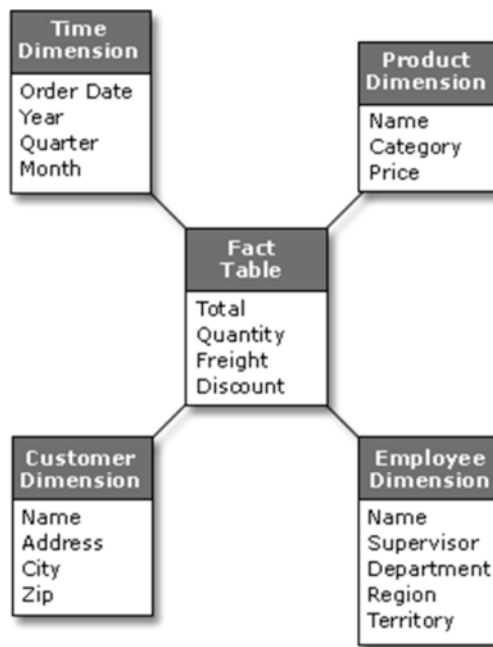 Time
Dimension
Order Date
Year
Quarter
Month
Product
Dimension
Name
Category
Price
Fact
Table
Total
Quantity
Freight
Discount
Customer
Dimension
Name
Address
City
Zip
Employee
Dimension
Name
Supervisor
Department
Region
Territory